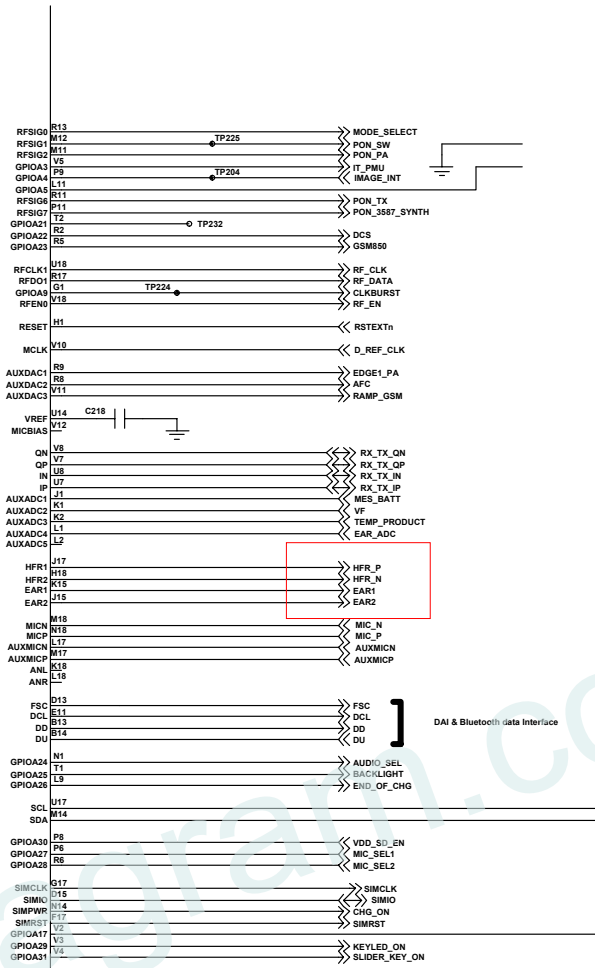 RFSIG0 R13 MODE_SELECT
RFSIG1 M12 TP225 PON_SW
RFSIG2 M11 PON_PA
GPIOA3 V5 IT_PMU
GPIOA4 P9 TP204 IMAGE_INT
GPIOA5 L11
RFSIG6 R11 PON_TX
RFSIG7 P11 PON_3587_SYNTH
GPIOA21 T2 TP232
GPIOA22 R2 DCS
GPIOA23 R5 GSM850
RFCLK1 U18 RF_CLK
RFDO1 R17 RF_DATA
GPIOA9 G1 TP224 CLKBURST
RFEN0 V18 RF_EN
RESET H1 RSTEXTn
MCLK V10 D_REF_CLK
AUXDAC1 R9 EDGE1_PA
AUXDAC2 R8 AFC
AUXDAC3 V11 RAMP_GSM
VREF U14 C218
MICBIAS V12
QN V8 RX_TX_QN
QP V7 RX_TX_QP
IN U8 RX_TX_IN
IP U7 RX_TX_IP
AUXADC1 J1 MES_BATT
AUXADC2 K1 VF
AUXADC3 K2 TEMP_PRODUCT
AUXADC4 L1 EAR_ADC
AUXADC5 L2
HFR1 J17 HFR_P
HFR2 H18 HFR_N
EAR1 K15 EAR1
EAR2 J15 EAR2
MICN M18 MIC_N
MICP N18 MIC_P
AUXMICN L17 AUXMICN
AUXMICP M17 AUXMICP
ANL K18
ANR L18
FSC D13 FSC
DCL E11 DCL
DD B13 DD
DU B14 DU
DAI & Bluetooth data Interface
GPIOA24 N1 AUDIO_SEL
GPIOA25 T1 BACKLIGHT
GPIOA26 L9 END_OF_CHG
SCL U17
SDA M14
GPIOA30 P8 VDD_SD_EN
GPIOA27 P6 MIC_SEL1
GPIOA28 R6 MIC_SEL2
SIMCLK G17 SIMCLK
SIMIO D15 SIMIO
SIMPWR N14 CHG_ON
SIMRST F17 SIMRST
GPIOA17 V2
GPIOA29 V3 KEYLED_ON
GPIOA31 V4 SLIDER_KEY_ON
agram.co